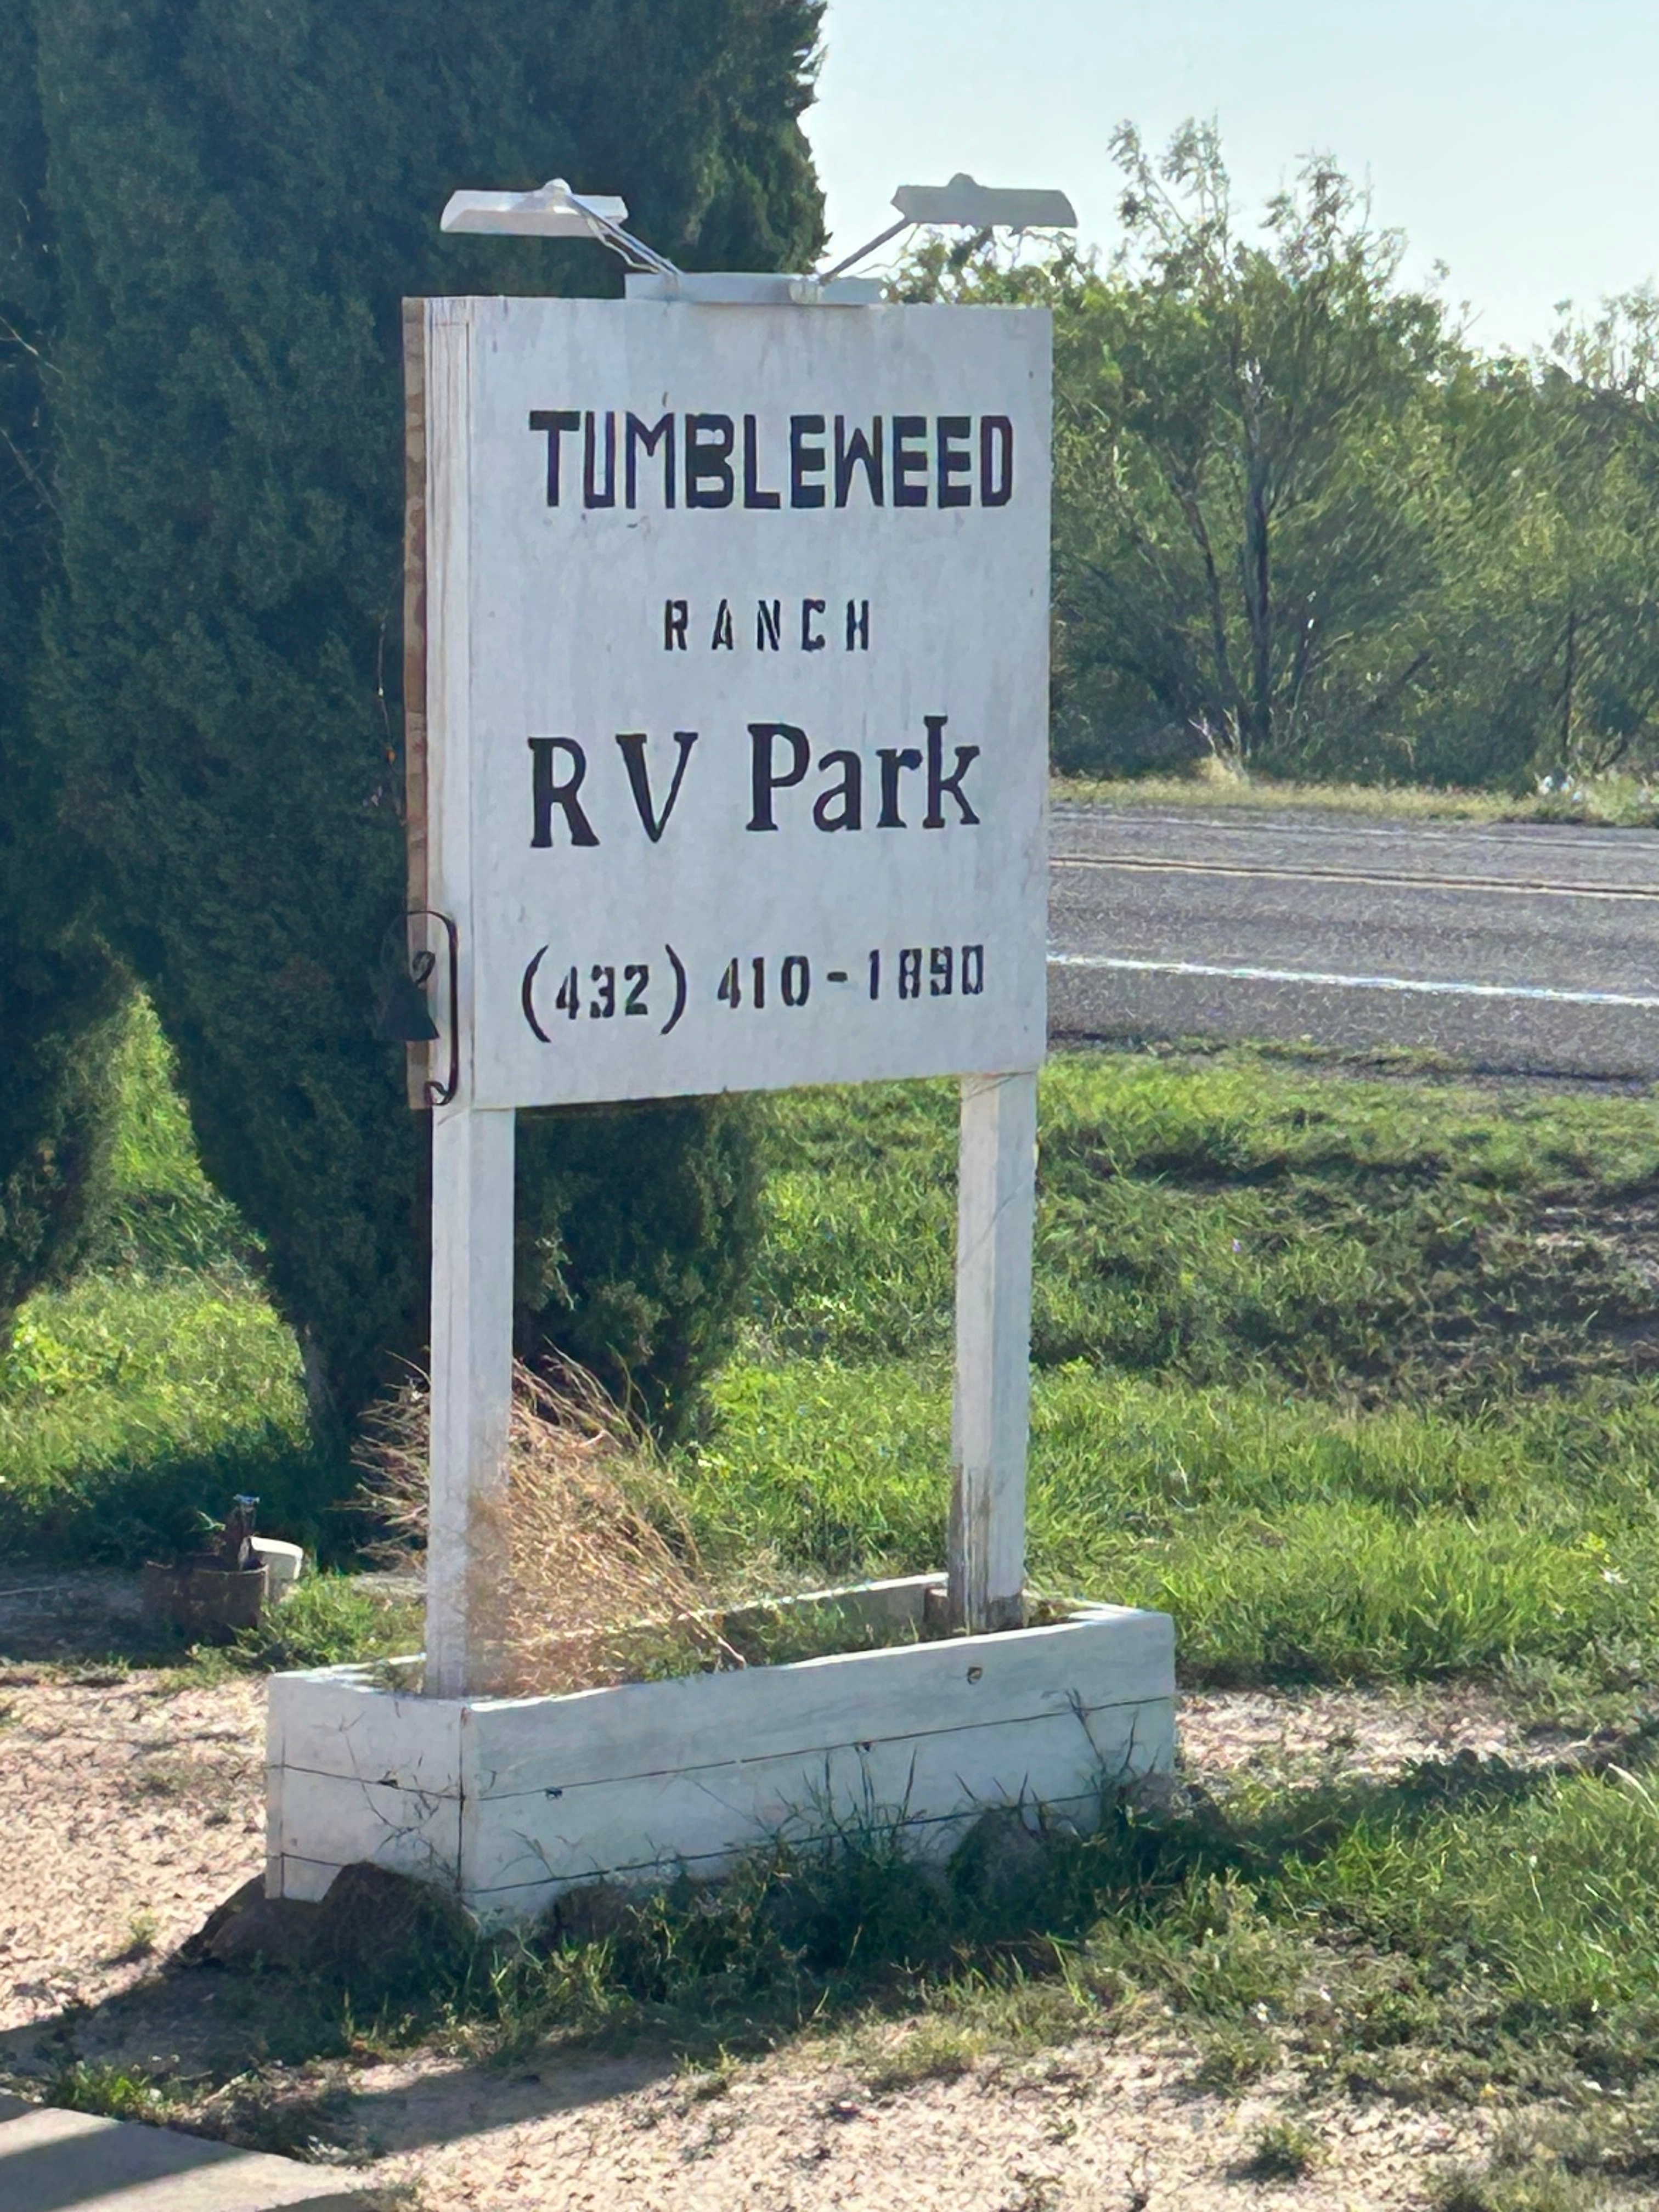 TUMBLEWEED
RANCH
RV Park
(432) 410-1890